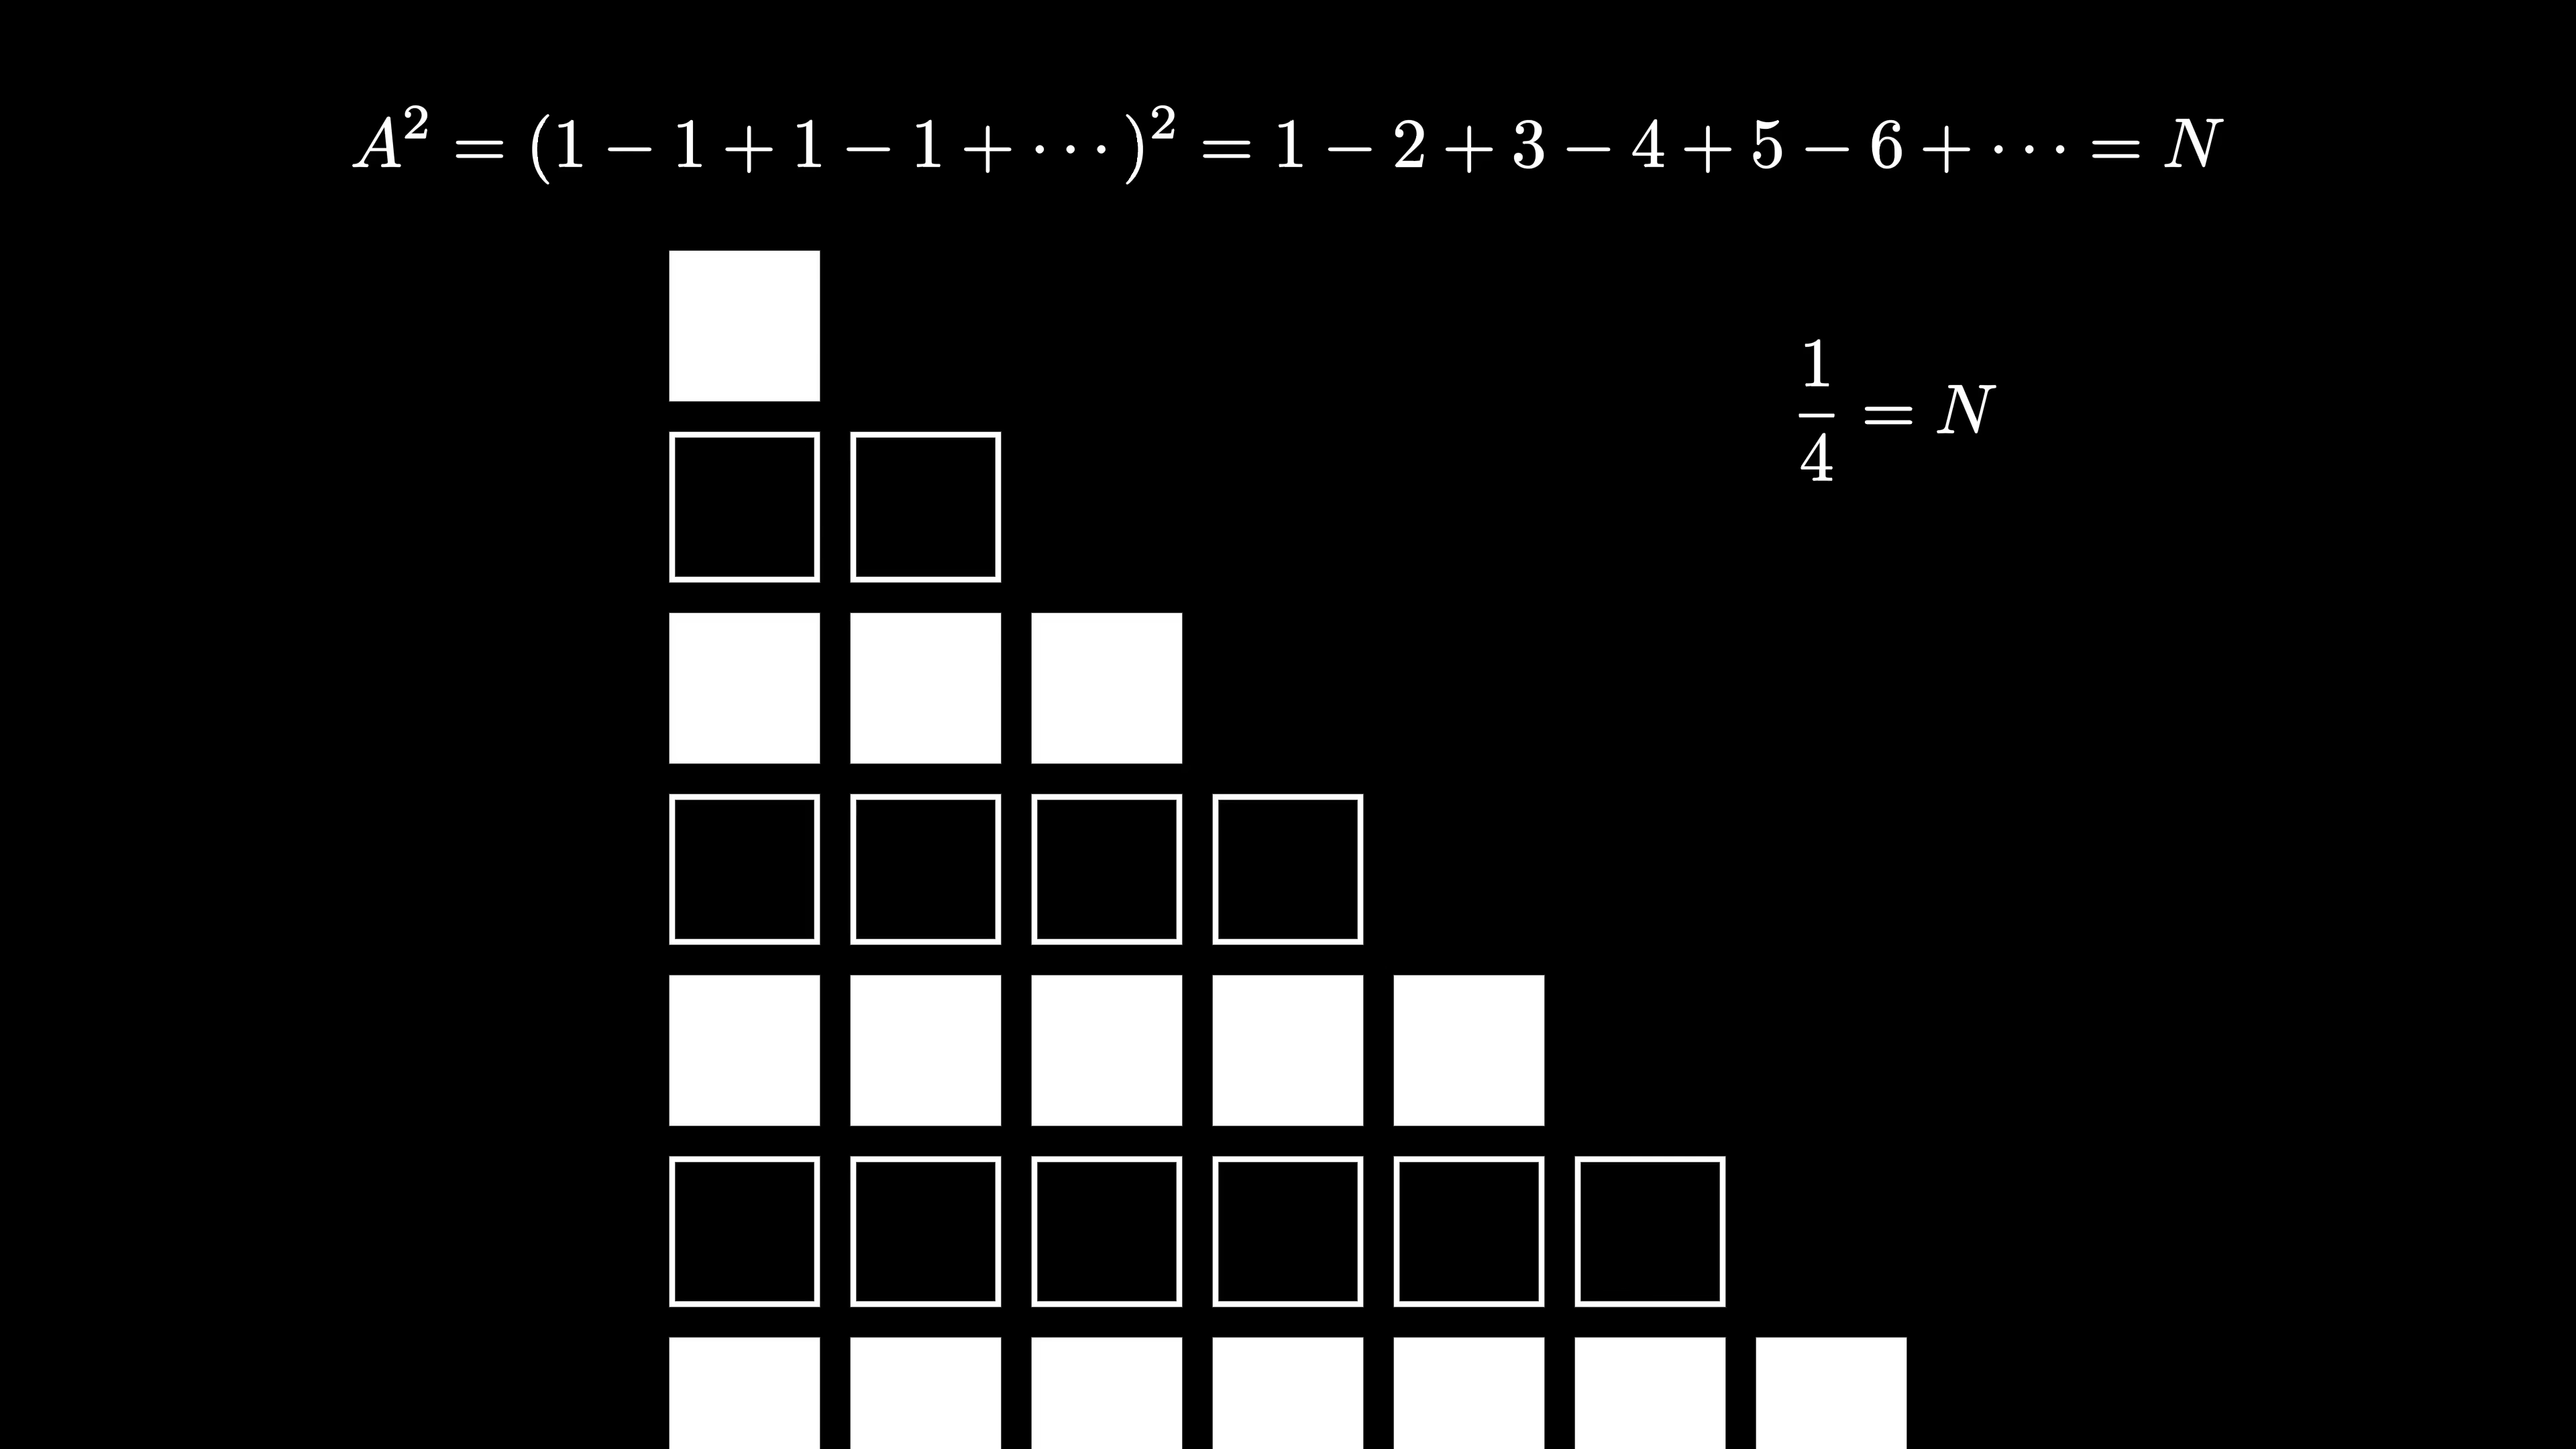 A² = (1 − 1 + 1 − 1 + ⋯)² = 1 − 2 + 3 − 4 + 5 − 6 + ⋯ = N
1/4 = N